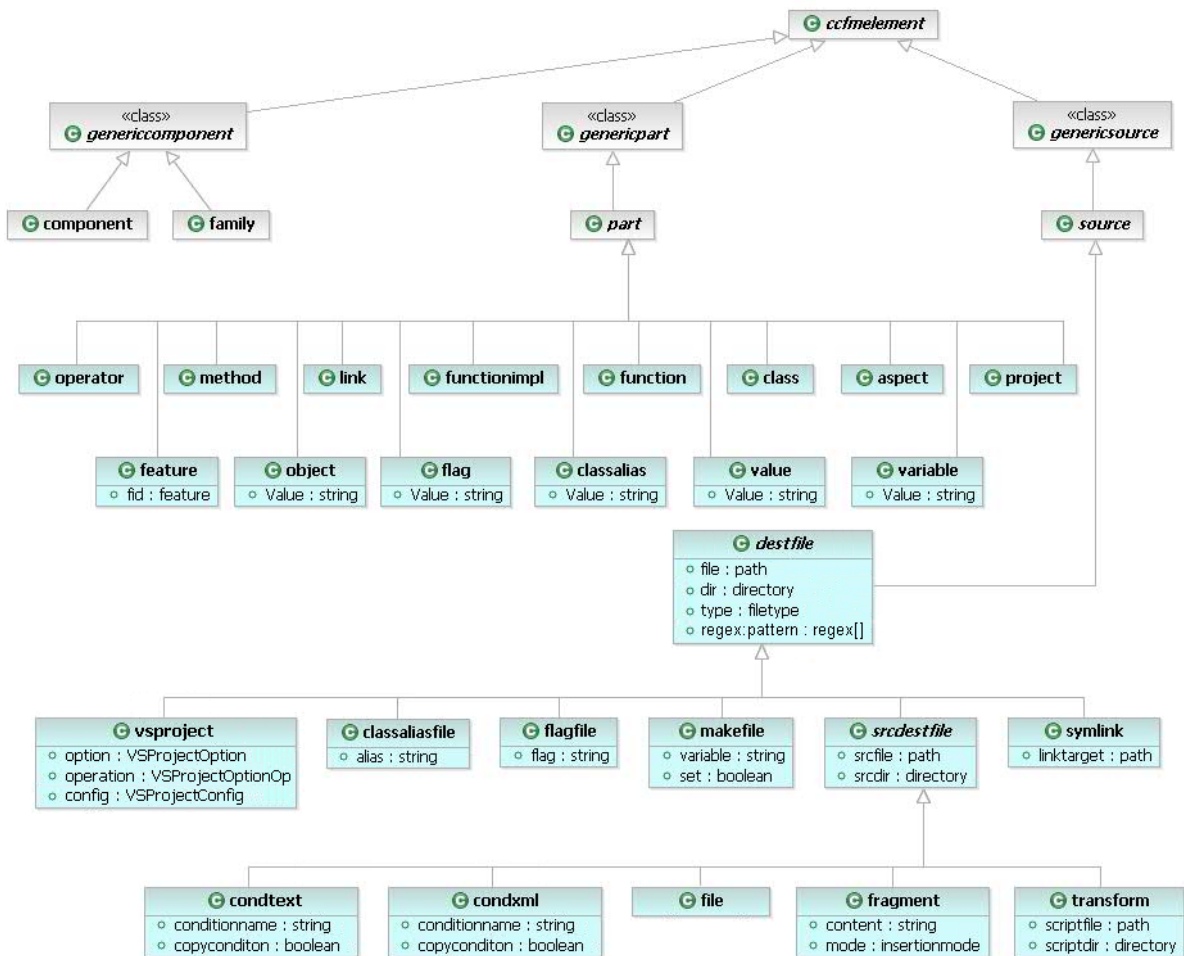 ccfmelement
«class»
genericcomponent
«class»
genericpart
«class»
genericsource
component
family
part
source
operator
method
link
functionimpl
function
class
aspect
project
feature
fid : feature
object
Value : string
flag
Value : string
classalias
Value : string
value
Value : string
variable
Value : string
destfile
file : path
dir : directory
type : filetype
regex:pattern : regex[]
vsproject
option : VSProjectOption
operation : VSProjectOptionOp
config : VSProjectConfig
classaliasfile
alias : string
flagfile
flag : string
makefile
variable : string
set : boolean
srcdestfile
srcfile : path
srcdir : directory
symlink
linktarget : path
condtext
conditionname : string
copyconditon : boolean
condxml
conditionname : string
copyconditon : boolean
file
fragment
content : string
mode : insertionmode
transform
scriptfile : path
scriptdir : directory